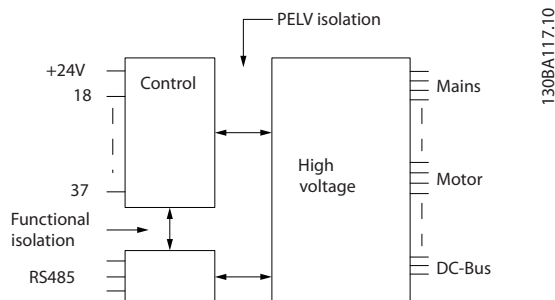 PELV isolation
130BA117.10
+24V
Control
Mains
18
High
voltage
Motor
37
Functional
isolation
DC-Bus
RS485